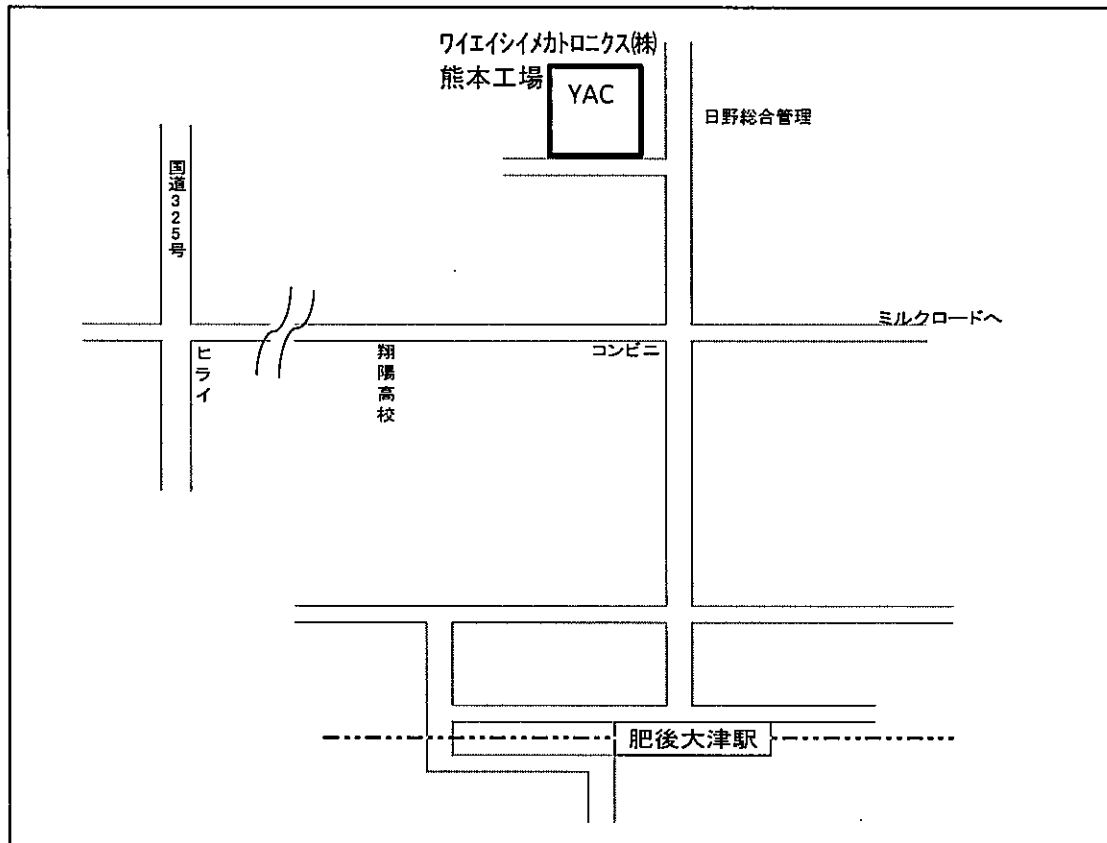 ワイエイシイメカトロニクス(株)
熊本工場
YAC
日野総合管理
国道325号
ミルクロードへ
ヒライ
翔陽高校
コンビニ
肥後大津駅